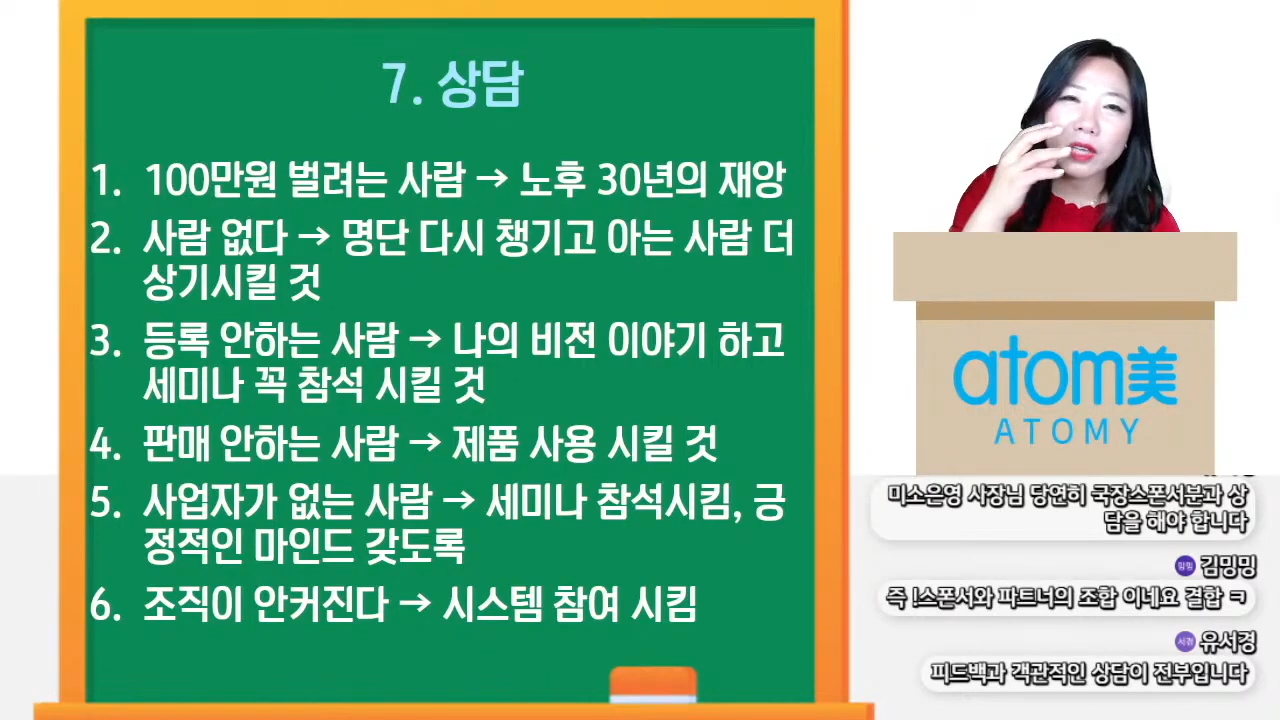 7. 상담
1. 100만원 벌려는 사람 → 노후 30년의 재앙
2. 사람 없다 → 명단 다시 챙기고 아는 사람 더
상기시킬 것
3. 등록 안하는 사람 → 나의 비전 이야기 하고
세미나 꼭 참석 시킬 것
4. 판매 안하는 사람 → 제품 사용 시킬 것
5. 사업자가 없는 사람 → 세미나 참석시킴, 긍
정적인 마인드 갖도록
6. 조직이 안커진다 → 시스템 참여 시킴
atom美
ATOMY
미소은영 사장님 당연히 국장스폰서분과 상
담을 해야 합니다
김밍밍
즉 !스폰서와 파트너의 조합 이네요 결합 ㅋ
서경 유서경
피드백과 객관적인 상담이 전부입니다